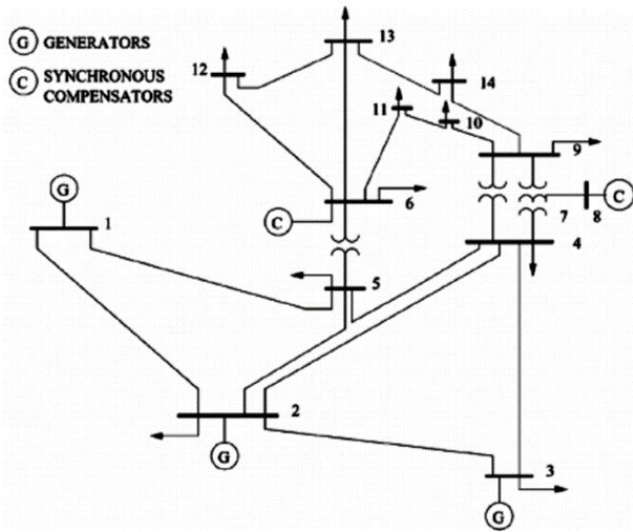 G GENERATORS
C SYNCHRONOUS
COMPENSATORS
13
12
14
11
10
9
G
C
6
7
8
C
1
4
5
2
G
3
G